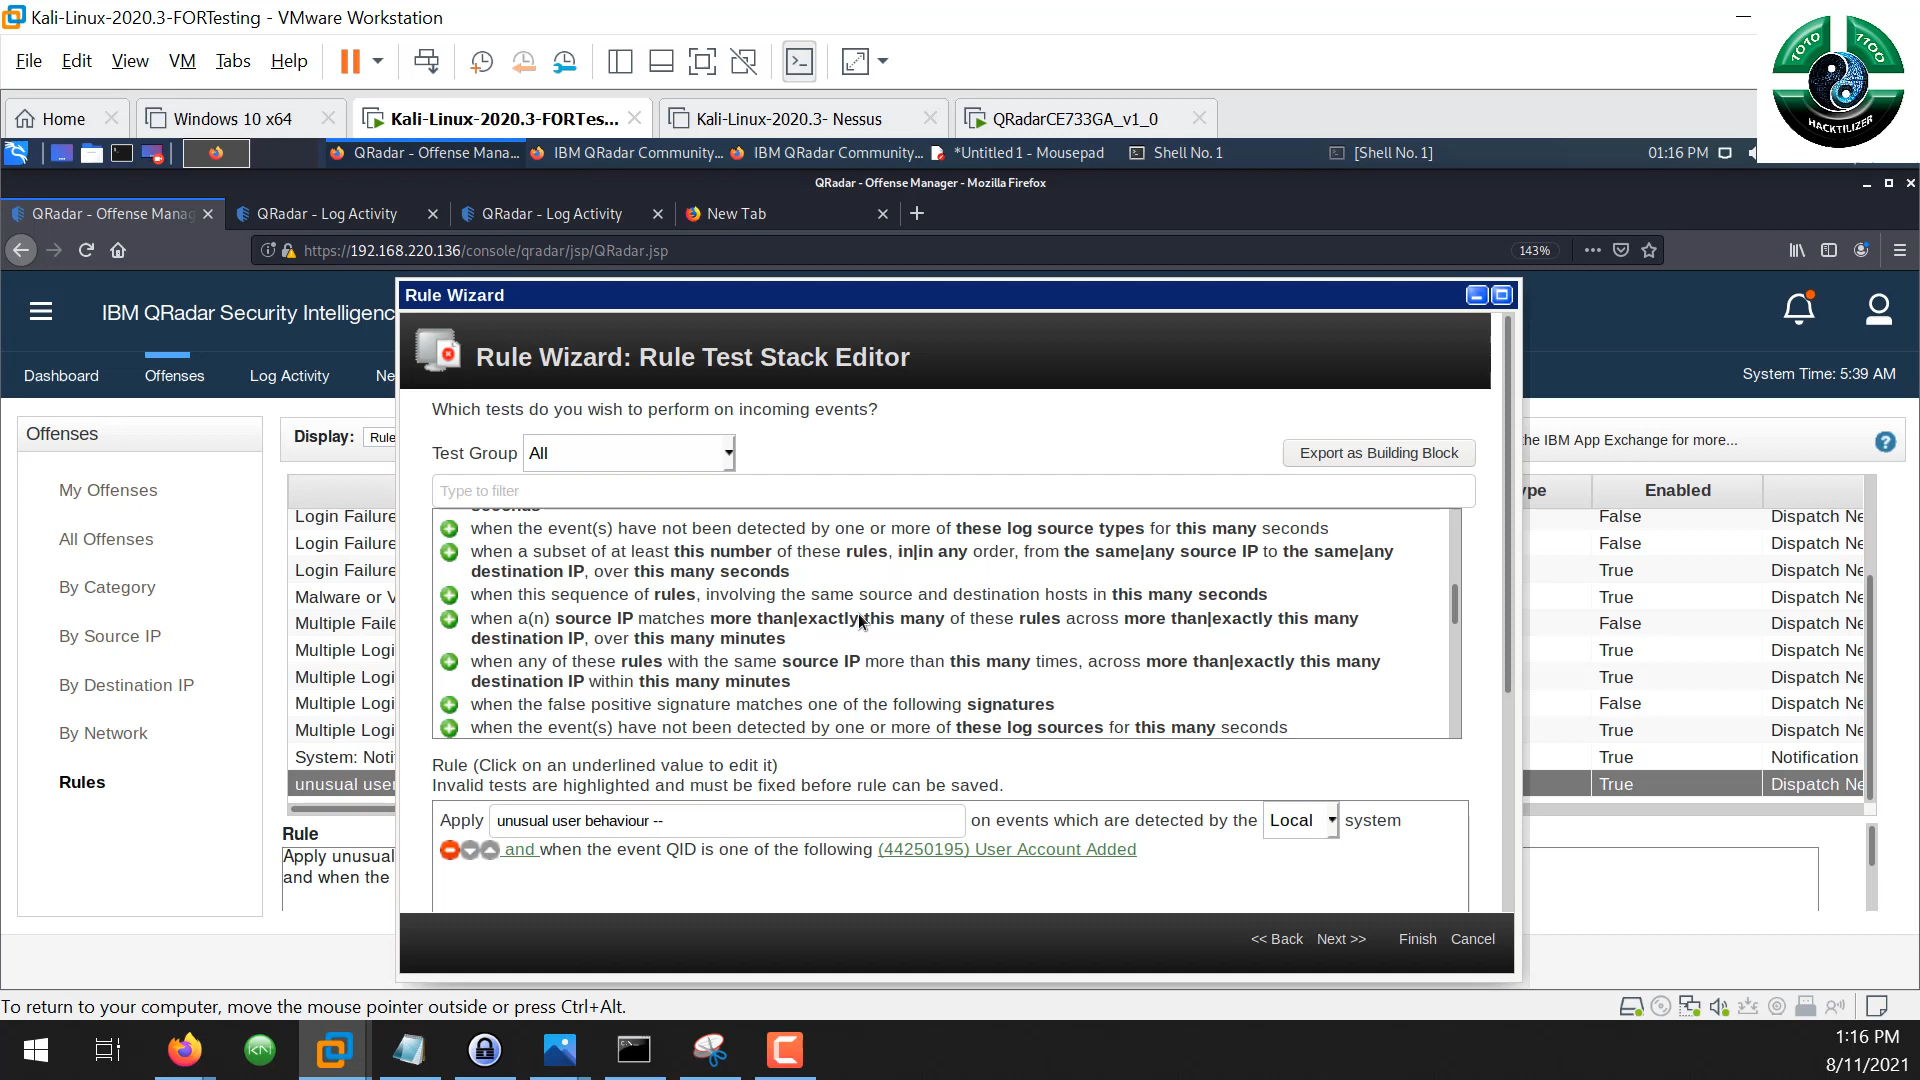 Kali-Linux-2020.3-FORTesting - VMware Workstation
File Edit View VM Tabs Help
Home Windows 10 x64 Kali-Linux-2020.3-FORTes... Kali-Linux-2020.3- Nessus QRadarCE733GA_v1_0
1010 1100
HACKTILIZER
QRadar - Offense Mana... IBM QRadar Community... IBM QRadar Community... *Untitled 1 - Mousepad Shell No. 1 [Shell No. 1] 01:16 PM
QRadar - Offense Manager - Mozilla Firefox
QRadar - Offense Manag QRadar - Log Activity QRadar - Log Activity New Tab
https://192.168.220.136/console/qradar/jsp/QRadar.jsp 143%
Rule Wizard
IBM QRadar Security Intelligenc
Rule Wizard: Rule Test Stack Editor
Dashboard Offenses Log Activity Ne System Time: 5:39 AM
Which tests do you wish to perform on incoming events?
Offenses
Display: Rule
the IBM App Exchange for more... ?
Test Group All Export as Building Block
Type to filter
My Offenses
All Offenses
By Category
By Source IP
By Destination IP
By Network
Rules
ype Enabled
Login Failure False Dispatch Ne
Login Failure False Dispatch Ne
Login Failure True Dispatch Ne
Malware or V True Dispatch Ne
Multiple Faile False Dispatch Ne
Multiple Logi True Dispatch Ne
Multiple Logi True Dispatch Ne
Multiple Logi False Dispatch Ne
Multiple Logi True Dispatch Ne
System: Noti True Notification
unusual user True Dispatch Ne
seconds
when the event(s) have not been detected by one or more of these log source types for this many seconds
when a subset of at least this number of these rules, in|in any order, from the same|any source IP to the same|any
destination IP, over this many seconds
when this sequence of rules, involving the same source and destination hosts in this many seconds
when a(n) source IP matches more than|exactly this many of these rules across more than|exactly this many
destination IP, over this many minutes
when any of these rules with the same source IP more than this many times, across more than|exactly this many
destination IP within this many minutes
when the false positive signature matches one of the following signatures
when the event(s) have not been detected by one or more of these log sources for this many seconds
Rule (Click on an underlined value to edit it)
Invalid tests are highlighted and must be fixed before rule can be saved.
Apply unusual user behaviour -- on events which are detected by the Local system
and when the event QID is one of the following (44250195) User Account Added
Rule
Apply unusual
and when the
<< Back Next >> Finish Cancel
To return to your computer, move the mouse pointer outside or press Ctrl+Alt.
KN
1:16 PM
8/11/2021